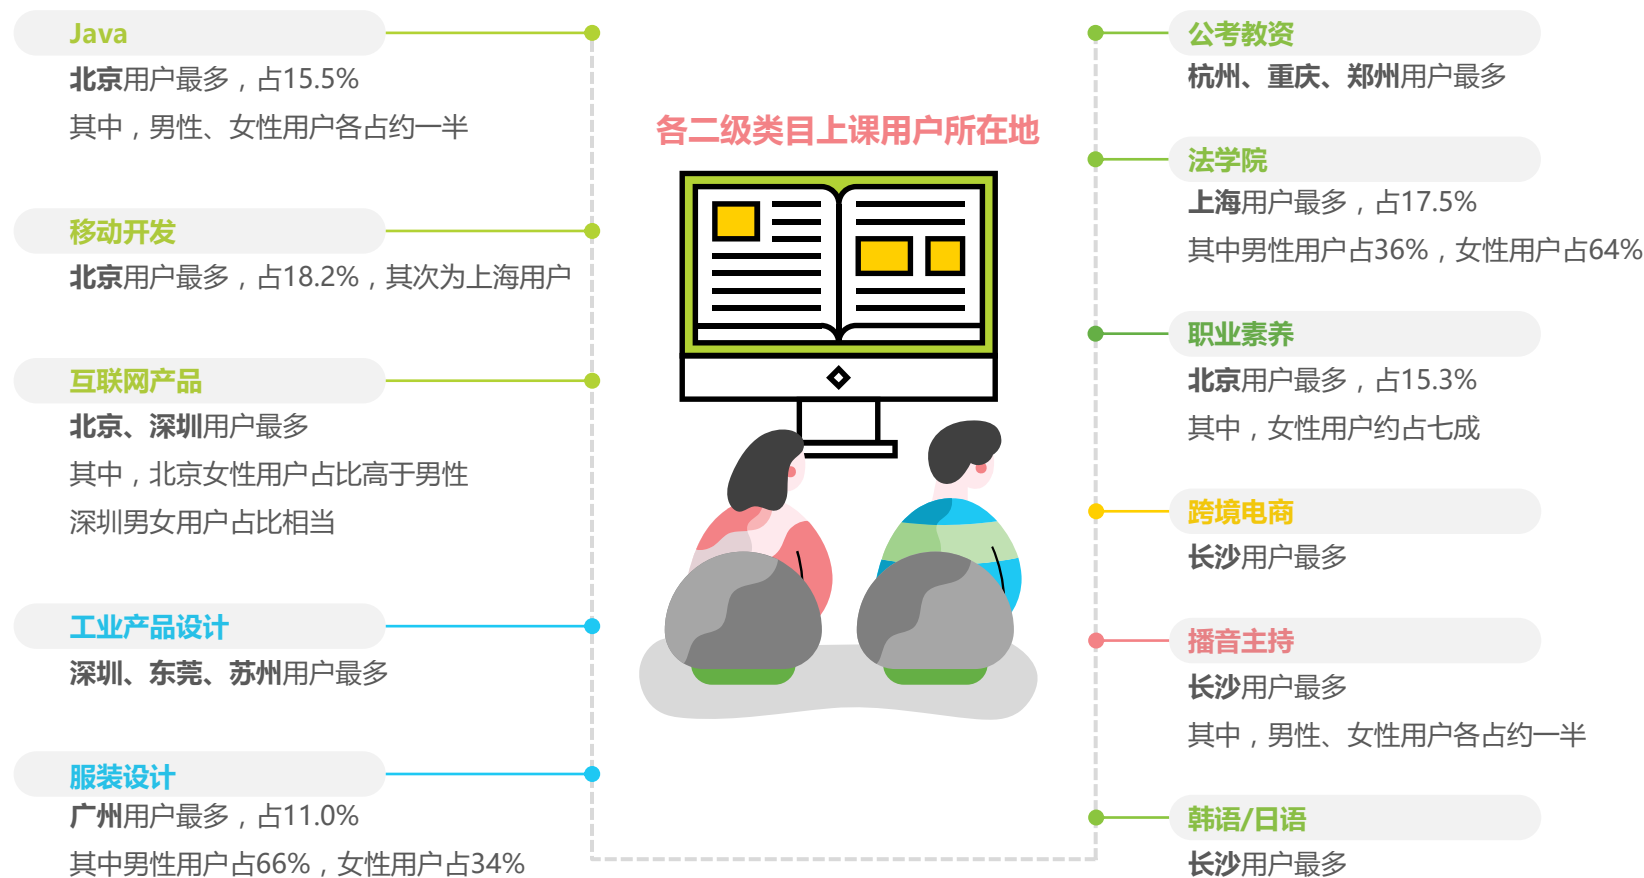 各二级类目上课用户所在地
Java
北京用户最多，占15.5%
其中，男性、女性用户各占约一半
移动开发
北京用户最多，占18.2%，其次为上海用户
互联网产品
北京、深圳用户最多
其中，北京女性用户占比高于男性
深圳男女用户占比相当
工业产品设计
深圳、东莞、苏州用户最多
服装设计
广州用户最多，占11.0%
其中男性用户占66%，女性用户占34%
公考教资
杭州、重庆、郑州用户最多
法学院
上海用户最多，占17.5%
其中男性用户占36%，女性用户占64%
职业素养
北京用户最多，占15.3%
其中，女性用户约占七成
跨境电商
长沙用户最多
播音主持
长沙用户最多
其中，男性、女性用户各占约一半
韩语/日语
长沙用户最多